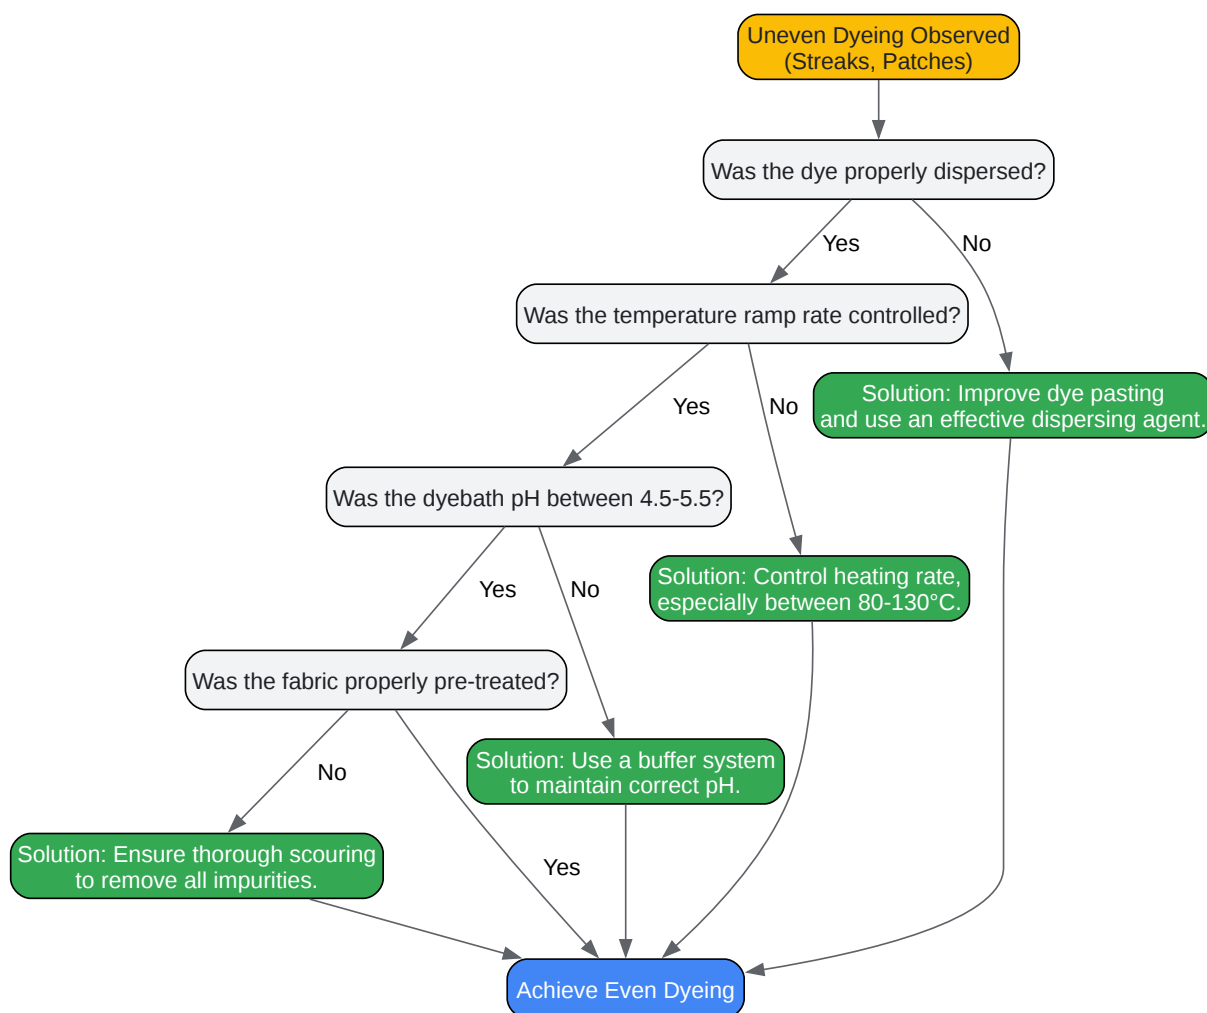 Uneven Dyeing Observed
(Streaks, Patches)
Was the dye properly dispersed?
Yes
No
Was the temperature ramp rate controlled?
Solution: Improve dye pasting
and use an effective dispersing agent.
Yes
No
Was the dyebath pH between 4.5-5.5?
Solution: Control heating rate,
especially between 80-130°C.
Yes
No
Was the fabric properly pre-treated?
Solution: Use a buffer system
to maintain correct pH.
No
Yes
Solution: Ensure thorough scouring
to remove all impurities.
Achieve Even Dyeing